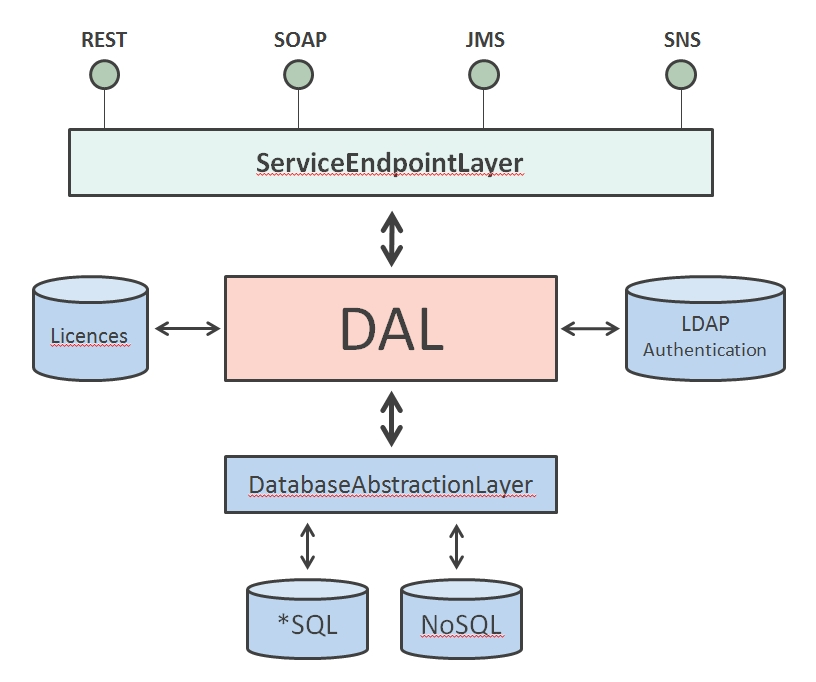 REST
SOAP
JMS
SNS
ServiceEndpointLayer
Licences
DAL
LDAP
Authentication
DatabaseAbstractionLayer
*SQL
NoSQL